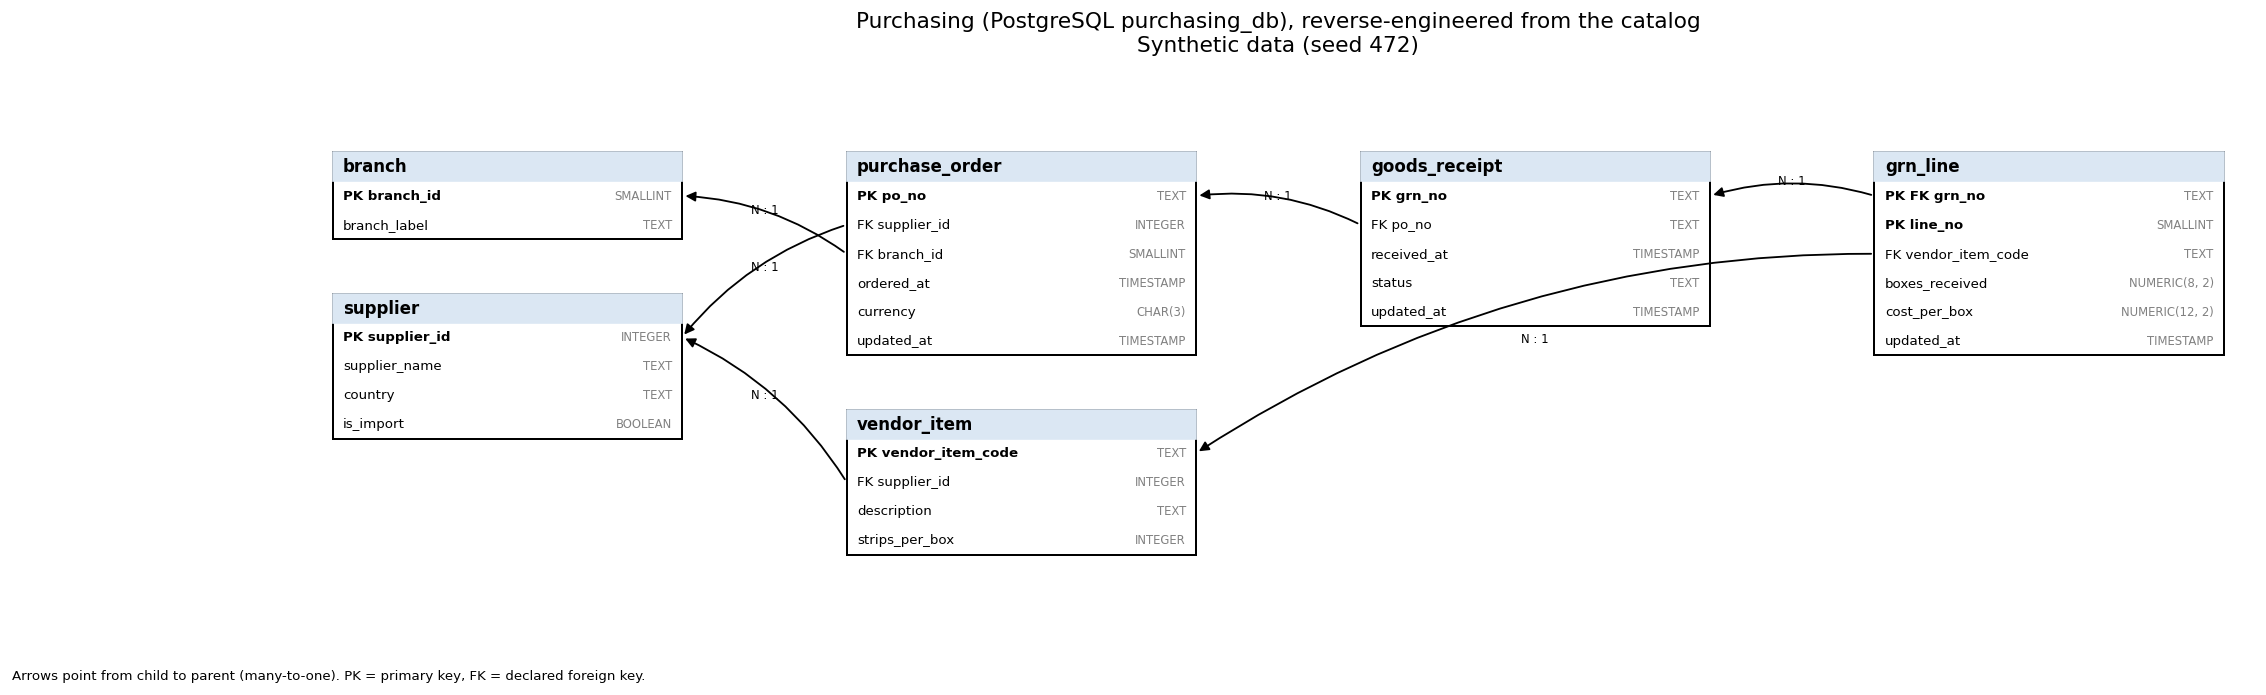 Purchasing (PostgreSQL purchasing_db), reverse-engineered from the catalog
Synthetic data (seed 472)
branch
PK branch_id SMALLINT
branch_label TEXT
supplier
PK supplier_id INTEGER
supplier_name TEXT
country TEXT
is_import BOOLEAN
N : 1
N : 1
N : 1
purchase_order
PK po_no TEXT
FK supplier_id INTEGER
FK branch_id SMALLINT
ordered_at TIMESTAMP
currency CHAR(3)
updated_at TIMESTAMP
vendor_item
PK vendor_item_code TEXT
FK supplier_id INTEGER
description TEXT
strips_per_box INTEGER
N : 1
goods_receipt
PK grn_no TEXT
FK po_no TEXT
received_at TIMESTAMP
status TEXT
updated_at TIMESTAMP
N : 1
N : 1
grn_line
PK FK grn_no TEXT
PK line_no SMALLINT
FK vendor_item_code TEXT
boxes_received NUMERIC(8, 2)
cost_per_box NUMERIC(12, 2)
updated_at TIMESTAMP
Arrows point from child to parent (many-to-one). PK = primary key, FK = declared foreign key.